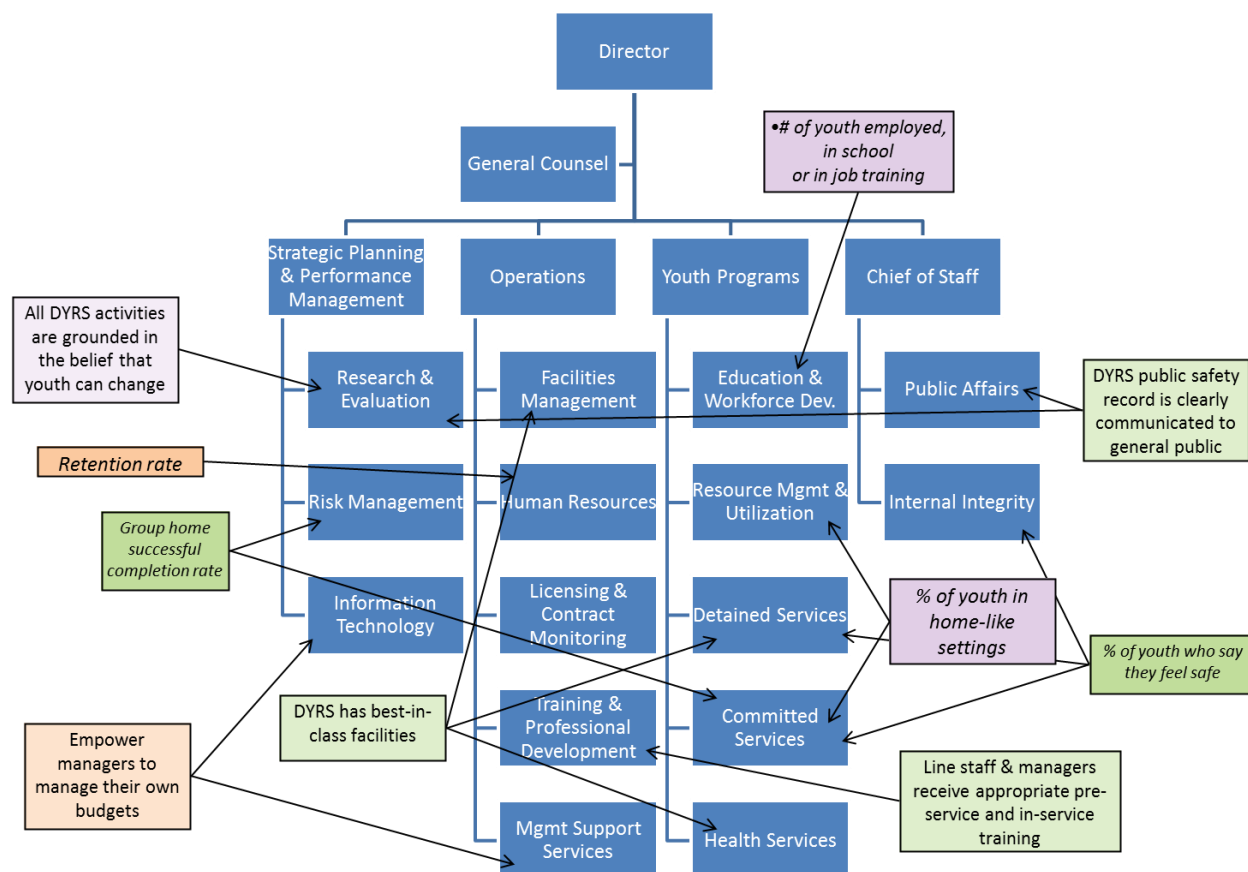 Director
General Counsel
•# of youth employed,
in school
or in job training
Strategic Planning
& Performance
Management
Operations
Youth Programs
Chief of Staff
All DYRS activities
are grounded in
the belief that
youth can change
Research &
Evaluation
Facilities
Management
Education &
Workforce Dev.
Public Affairs
DYRS public safety
record is clearly
communicated to
general public
Retention rate
Risk Management
Human Resources
Resource Mgmt &
Utilization
Internal Integrity
Group home
successful
completion rate
Information
Technology
Licensing &
Contract
Monitoring
Detained Services
% of youth in
home-like
settings
% of youth who say
they feel safe
DYRS has best-in-
class facilities
Training &
Professional
Development
Committed
Services
Empower
managers to
manage their own
budgets
Line staff & managers
receive appropriate pre-
service and in-service
training
Mgmt Support
Services
Health Services